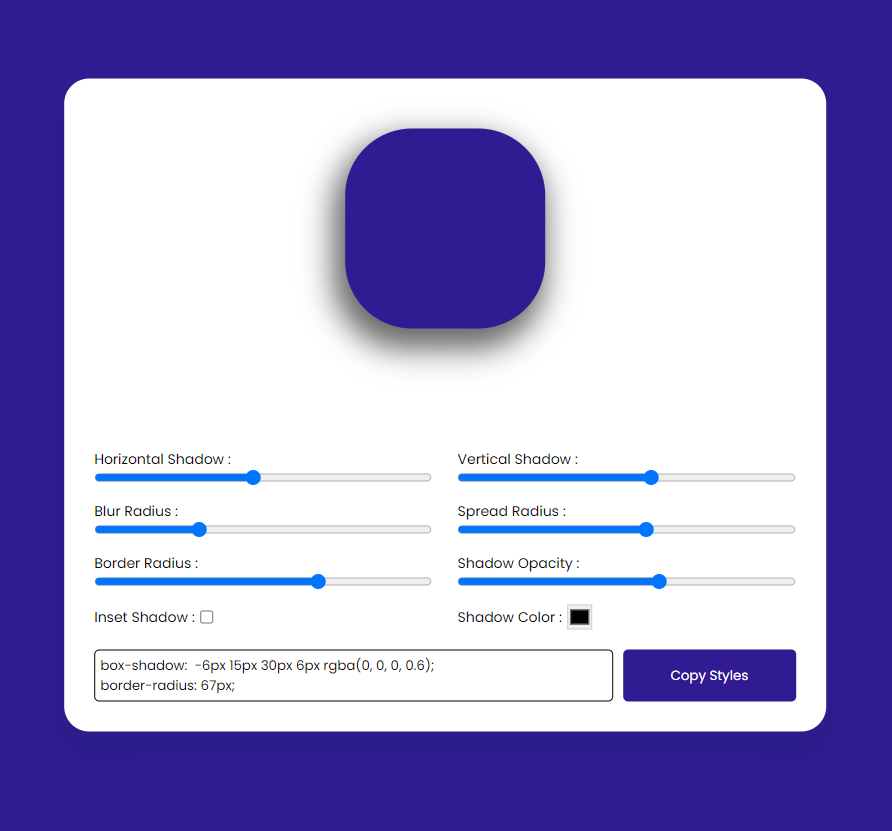 Horizontal Shadow :
Vertical Shadow :
Blur Radius :
Spread Radius :
Border Radius :
Shadow Opacity :
Inset Shadow :
Shadow Color :
box-shadow:  -6px 15px 30px 6px rgba(0, 0, 0, 0.6);
border-radius: 67px;
Copy Styles